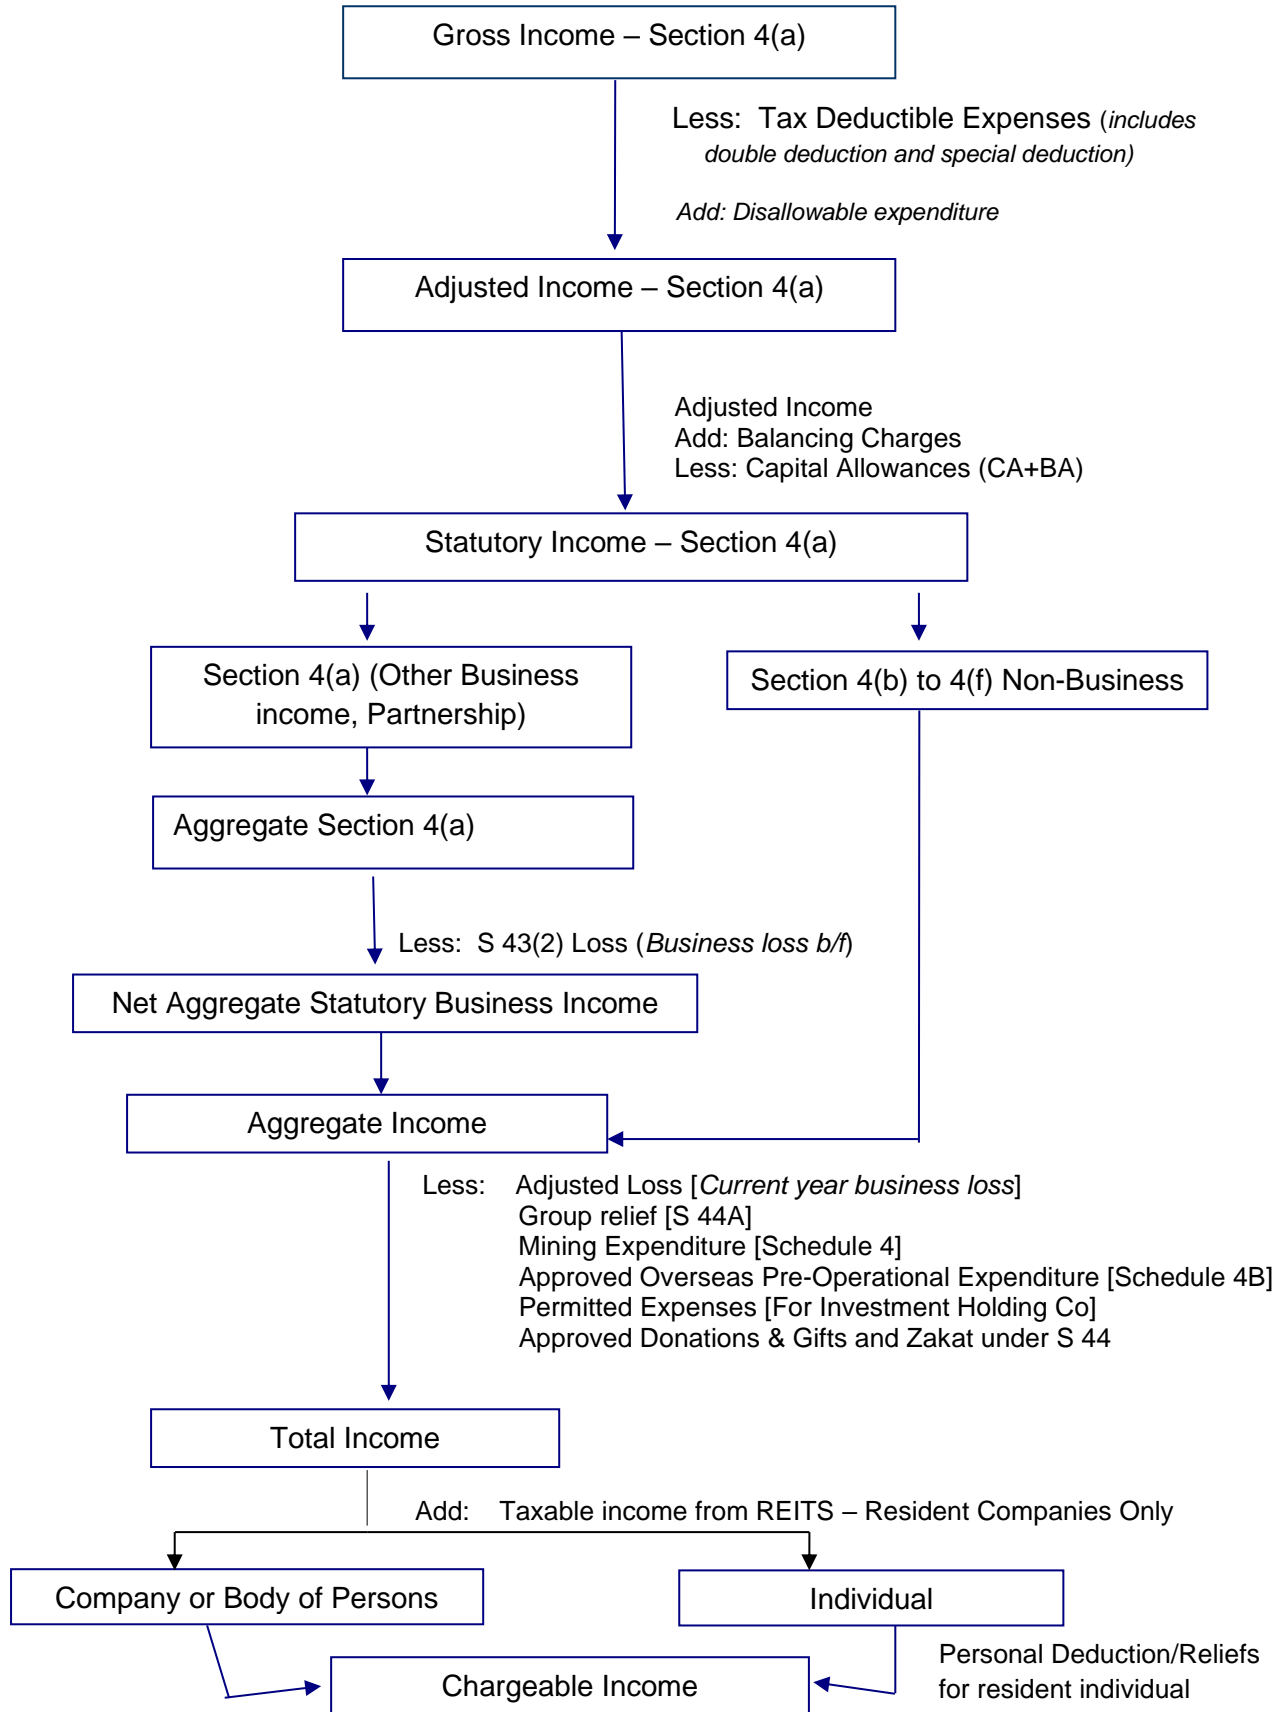 Gross Income – Section 4(a)
Less: Tax Deductible Expenses (includes
double deduction and special deduction)
Add: Disallowable expenditure
Adjusted Income – Section 4(a)
Adjusted Income
Add: Balancing Charges
Less: Capital Allowances (CA+BA)
Statutory Income – Section 4(a)
Section 4(a) (Other Business
income, Partnership)
Section 4(b) to 4(f) Non-Business
Aggregate Section 4(a)
Less: S 43(2) Loss (Business loss b/f)
Net Aggregate Statutory Business Income
Aggregate Income
Less: Adjusted Loss [Current year business loss]
Group relief [S 44A]
Mining Expenditure [Schedule 4]
Approved Overseas Pre-Operational Expenditure [Schedule 4B]
Permitted Expenses [For Investment Holding Co]
Approved Donations & Gifts and Zakat under S 44
Total Income
Add: Taxable income from REITS – Resident Companies Only
Company or Body of Persons
Individual
Personal Deduction/Reliefs
for resident individual
Chargeable Income